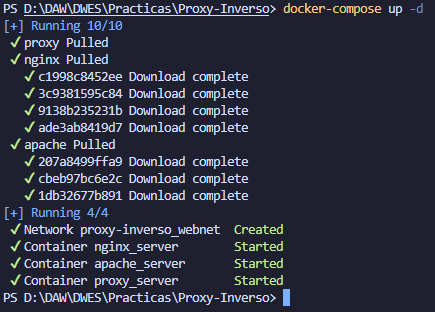 PS D:\DAW\DWES\Practicas\Proxy-Inverso> docker-compose up -d
[+] Running 10/10
✓ proxy Pulled
✓ nginx Pulled
✓ c1998c8452ee Download complete
✓ 3c9381595c84 Download complete
✓ 9138b235231b Download complete
✓ ade3ab8419d7 Download complete
✓ apache Pulled
✓ 207a8499ffa9 Download complete
✓ cbeb97bc6e2c Download complete
✓ 1db32677b891 Download complete
[+] Running 4/4
✓ Network proxy-inverso_webnet Created
✓ Container nginx_server Started
✓ Container apache_server Started
✓ Container proxy_server Started
PS D:\DAW\DWES\Practicas\Proxy-Inverso>